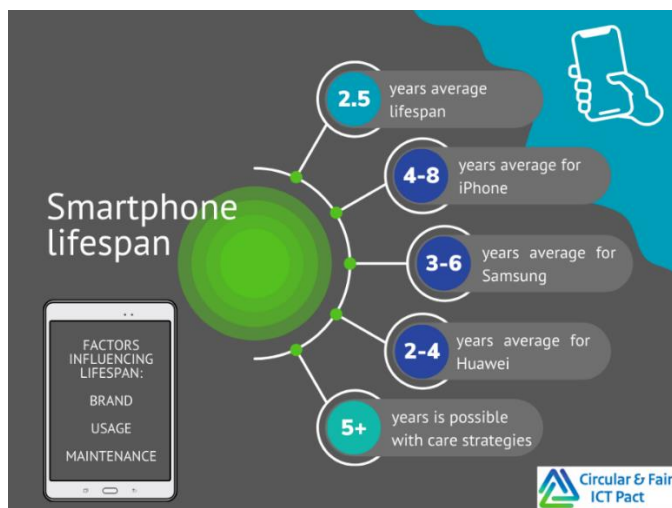 Smartphone
lifespan
2.5
years average
lifespan
4-8
years average for
iPhone
3-6
years average for
Samsung
2-4
years average for
Huawei
5+
years is possible
with care strategies
FACTORS
INFLUENCING
LIFESPAN:
BRAND
USAGE
MAINTENANCE
Circular & Fair
ICT Pact